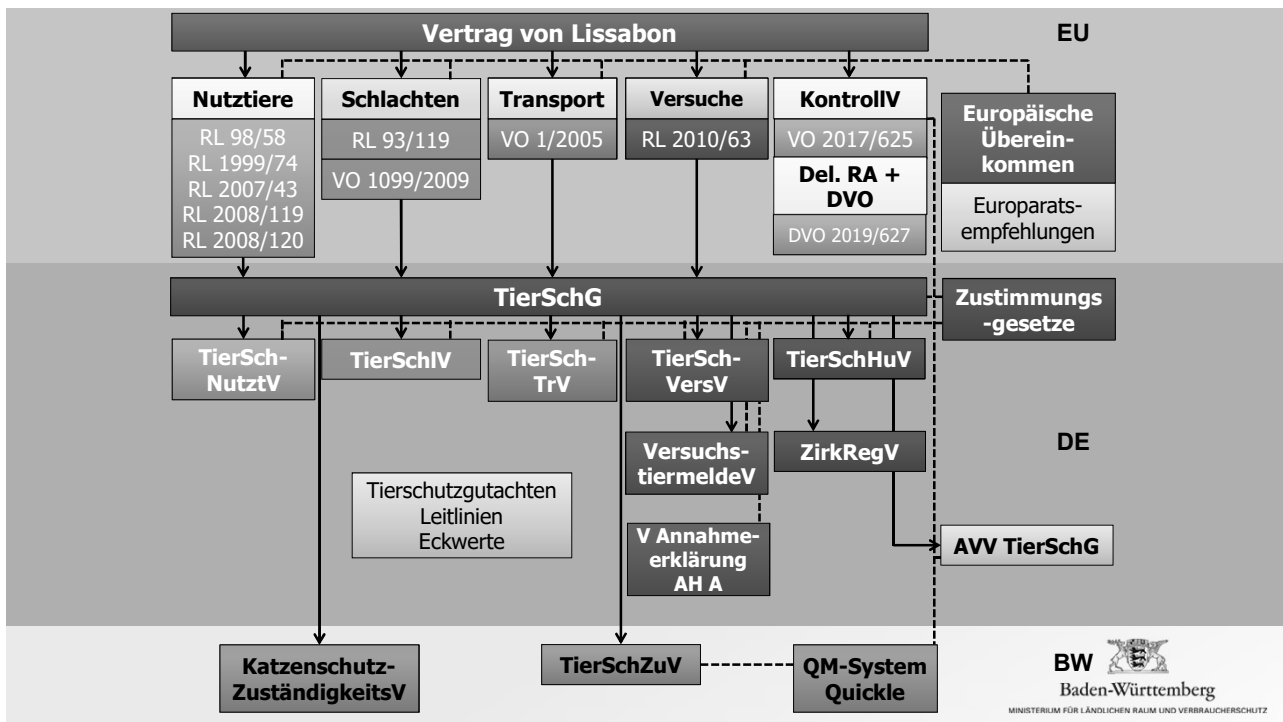 Vertrag von Lissabon
EU
Nutztiere
RL 98/58
RL 1999/74
RL 2007/43
RL 2008/119
RL 2008/120
Schlachten
RL 93/119
VO 1099/2009
Transport
VO 1/2005
Versuche
RL 2010/63
KontrollV
VO 2017/625
Del. RA +
DVO
DVO 2019/627
Europäische
Überein-
kommen
Europarats-
empfehlungen
TierSchG
Zustimmungs
-gesetze
TierSch-
NutztV
TierSchlV
TierSch-
TrV
TierSch-
VersV
TierSchHuV
Versuchs-
tiermeldeV
ZirkRegV
DE
Tierschutzgutachten
Leitlinien
Eckwerte
V Annahme-
erklärung
AH A
AVV TierSchG
Katzenschutz-
ZuständigkeitsV
TierSchZuV
QM-System
Quickle
BW
Baden-Württemberg
MINISTERIUM FÜR LÄNDLICHEN RAUM UND VERBRAUCHERSCHUTZ